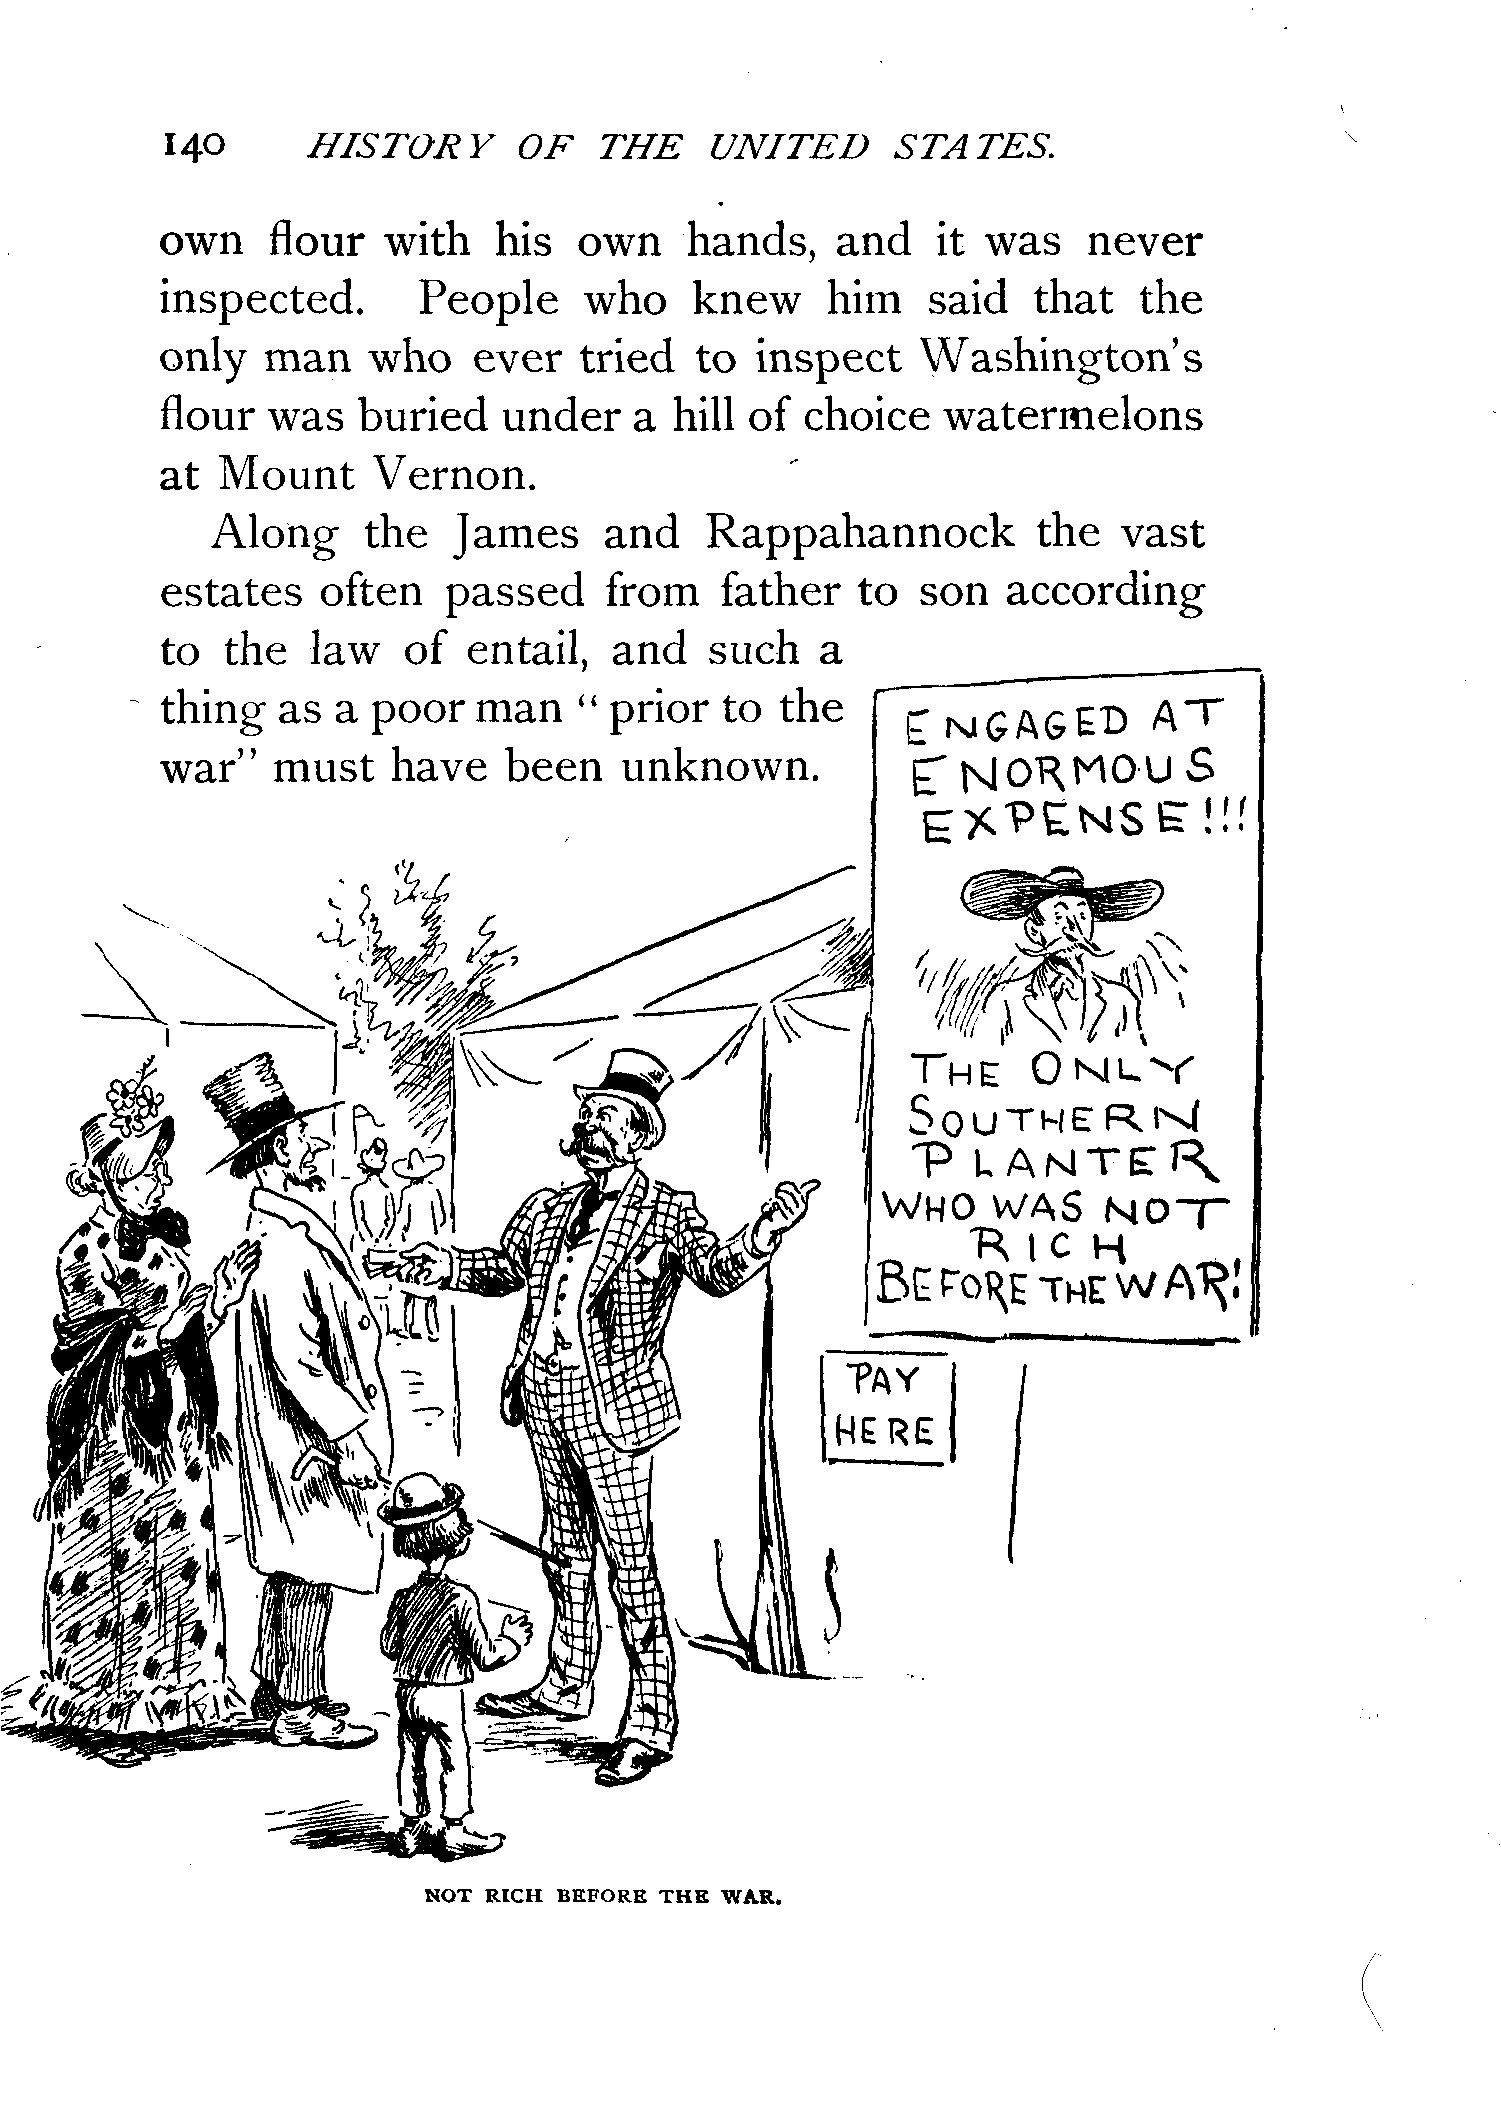 140 HISTORY OF THE UNITED STATES.
own flour with his own hands, and it was never
inspected. People who knew him said that the
only man who ever tried to inspect Washington's
flour was buried under a hill of choice watermelons
at Mount Vernon.
Along the James and Rappahannock the vast
estates often passed from father to son according
to the law of entail, and such a
thing as a poor man "prior to the
war" must have been unknown.
ENGAGED AT
ENORMOUS
EXPENSE!!!
THE ONLY
SOUTHERN
PLANTER
WHO WAS NOT
RICH
BEFORE THE WAR!
PAY
HERE
NOT RICH BEFORE THE WAR.